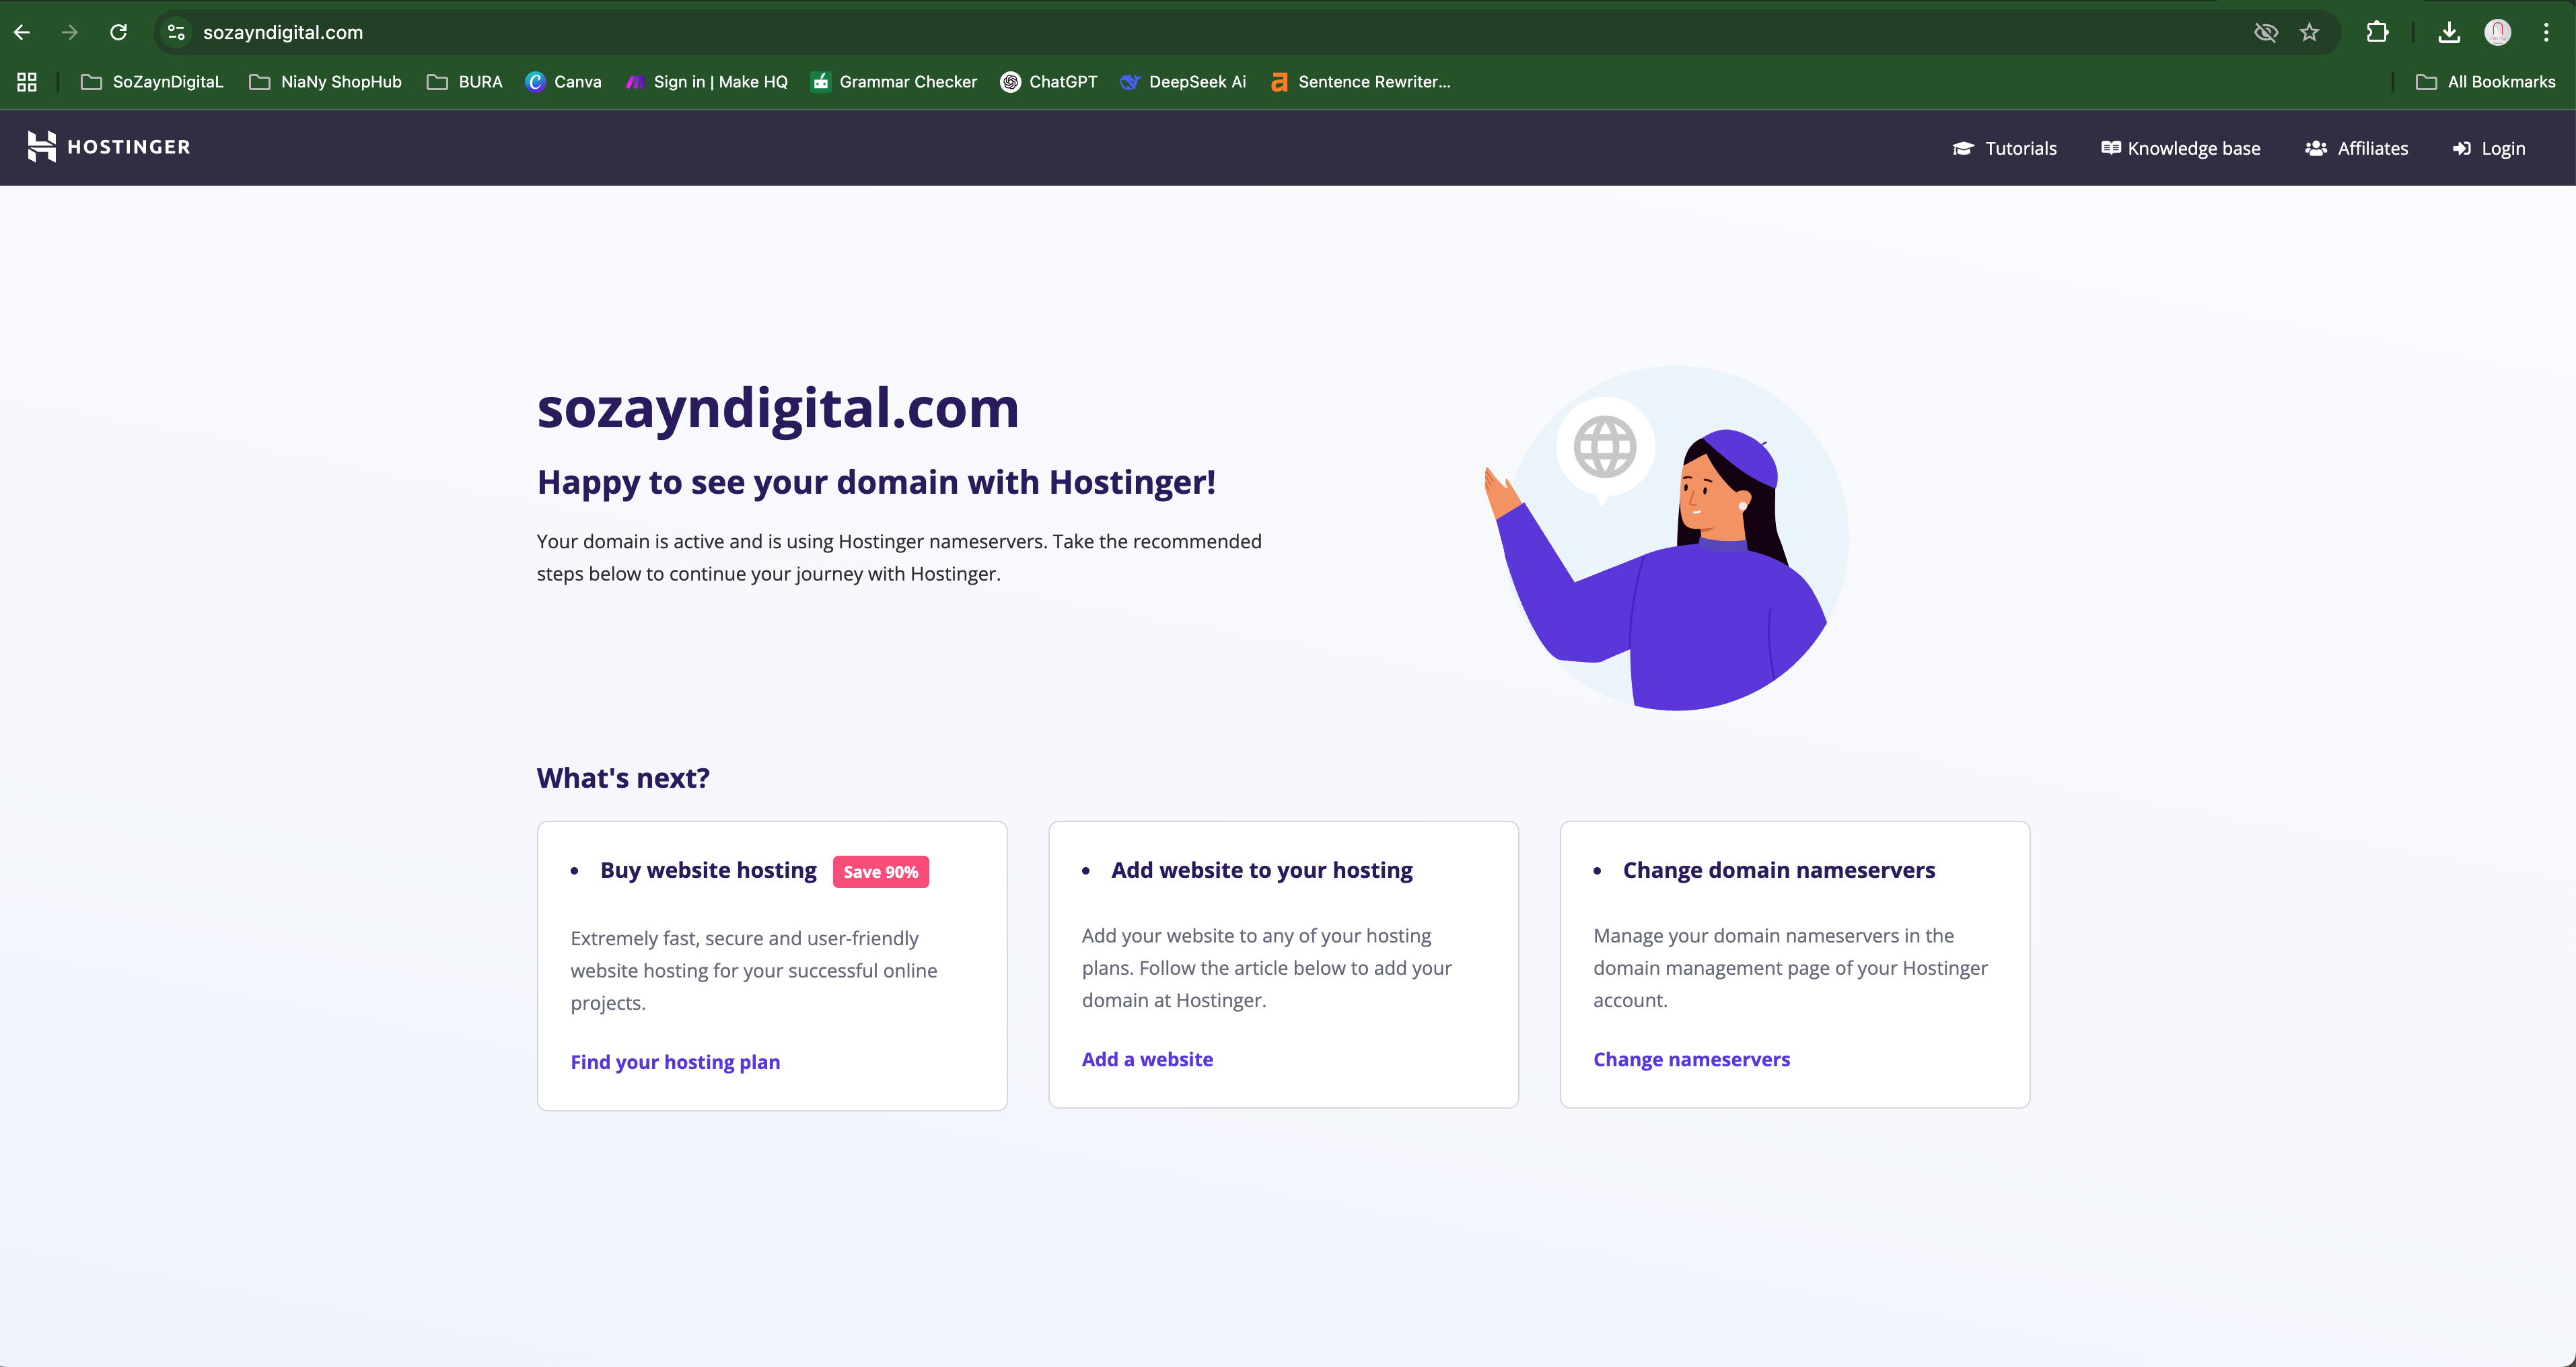 sozayndigital.com
SoZaynDigitaL
NiaNy ShopHub
BURA
Canva
Sign in | Make HQ
Grammar Checker
ChatGPT
DeepSeek Ai
Sentence Rewriter...
All Bookmarks
HOSTINGER
Tutorials
Knowledge base
Affiliates
Login
sozayndigital.com
Happy to see your domain with Hostinger!
Your domain is active and is using Hostinger nameservers. Take the recommended
steps below to continue your journey with Hostinger.
What's next?
• Buy website hosting Save 90%
Extremely fast, secure and user-friendly
website hosting for your successful online
projects.
Find your hosting plan
• Add website to your hosting
Add your website to any of your hosting
plans. Follow the article below to add your
domain at Hostinger.
Add a website
• Change domain nameservers
Manage your domain nameservers in the
domain management page of your Hostinger
account.
Change nameservers